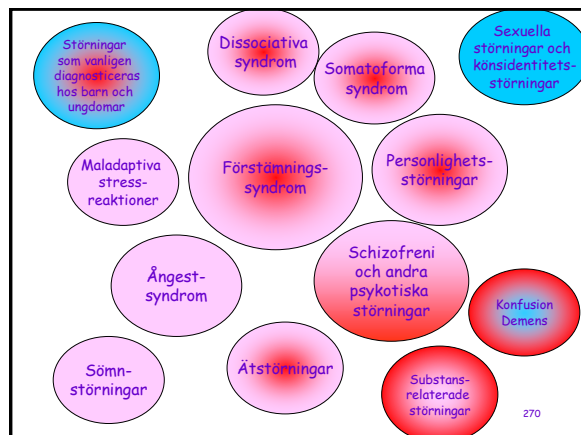 Störningar
som vanligen
diagnosticeras
hos barn och
ungdomar
Dissociativa
syndrom
Somatoforma
syndrom
Sexuella
störningar och
könsidentitets-
störningar
Maladaptiva
stress-
reaktioner
Förstämnings-
syndrom
Personlighets-
störningar
Ångest-
syndrom
Schizofreni
och andra
psykotiska
störningar
Konfusion
Demens
Sömn-
störningar
Ätstörningar
Substans-
relaterade
störningar
270